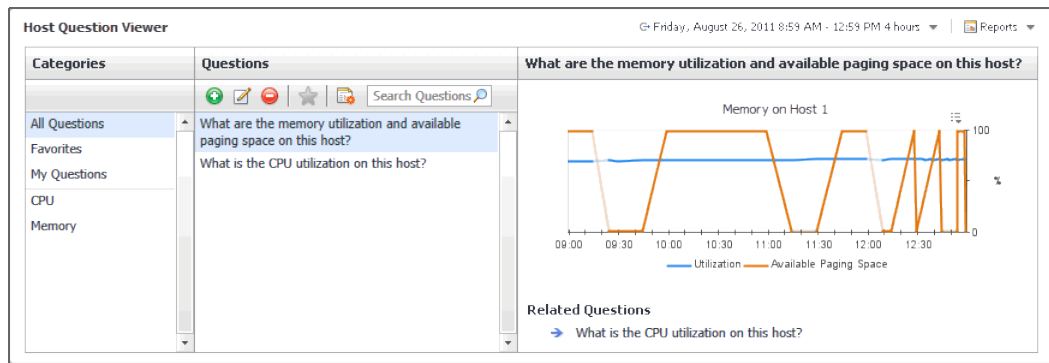 Host Question Viewer
Friday, August 26, 2011 8:59 AM - 12:59 PM 4 hours
Reports
Categories
Questions
What are the memory utilization and available paging space on this host?
Search Questions
All Questions
Favorites
My Questions
CPU
Memory
What are the memory utilization and available
paging space on this host?
What is the CPU utilization on this host?
Memory on Host 1
100
%
0
09:00 09:30 10:00 10:30 11:00 11:30 12:00 12:30
Utilization Available Paging Space
Related Questions
What is the CPU utilization on this host?